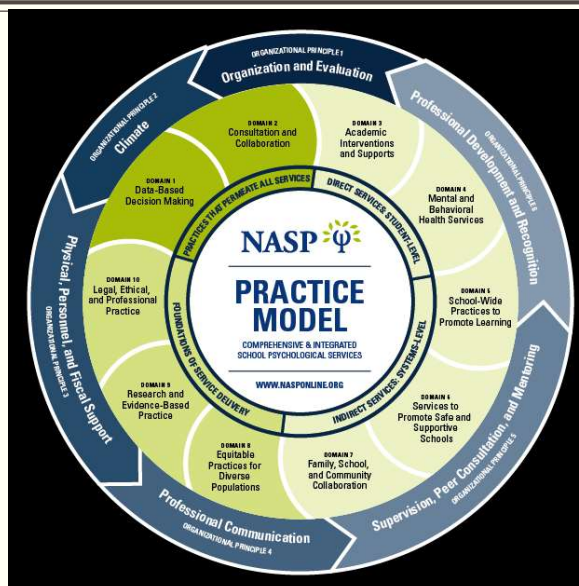 ORGANIZATIONAL PRINCIPLE 1
Organization and Evaluation
ORGANIZATIONAL PRINCIPLE 2
Climate
Physical, Personnel, and Fiscal Support
ORGANIZATIONAL PRINCIPLE 3
Professional Communication
ORGANIZATIONAL PRINCIPLE 4
Supervision, Peer Consultation, and Mentoring
ORGANIZATIONAL PRINCIPLE 5
ORGANIZATIONAL PRINCIPLE
Professional Development and Recognition
DOMAIN 1
Data-Based
Decision Making
DOMAIN 2
Consultation and
Collaboration
DOMAIN 3
Academic
Interventions
and Supports
DOMAIN 4
Mental and
Behavioral
Health Services
DOMAIN 5
School-Wide
Practices to
Promote Learning
DOMAIN 6
Services to
Promote Safe and
Supportive
Schools
DOMAIN 7
Family, School,
and Community
Collaboration
DOMAIN 8
Equitable
Practices for
Diverse
Populations
DOMAIN 9
Research and
Evidence-Based
Practice
DOMAIN 10
Legal, Ethical,
and Professional
Practice
PRACTICES THAT PERMEATE ALL SERVICES
DIRECT SERVICES: STUDENT-LEVEL
INDIRECT SERVICES: SYSTEMS-LEVEL
FOUNDATIONS OF SERVICE DELIVERY
NASP
PRACTICE
MODEL
COMPREHENSIVE & INTEGRATED
SCHOOL PSYCHOLOGICAL SERVICES
WWW.NASPONLINE.ORG